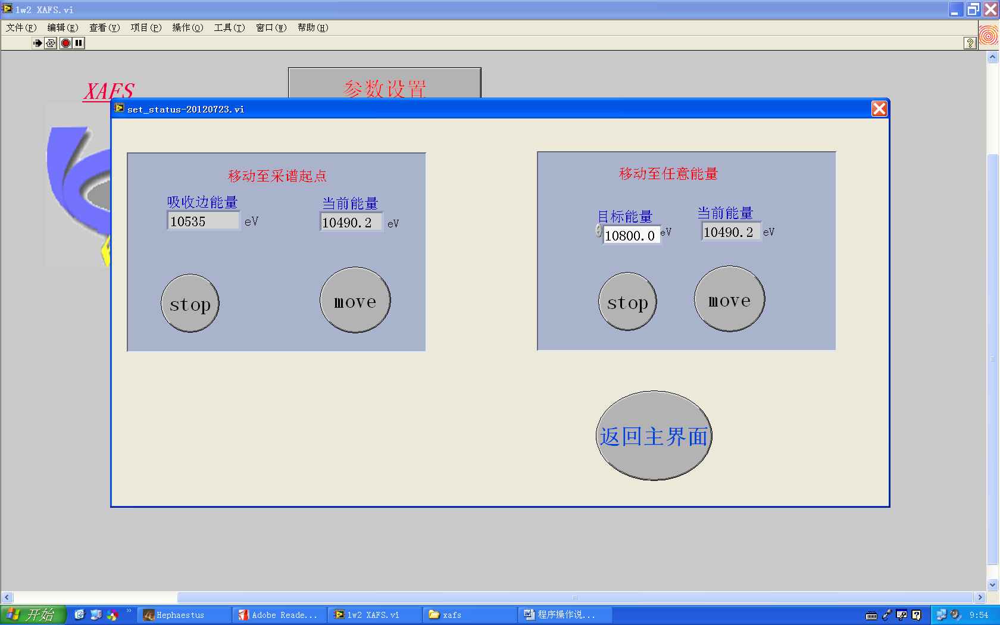 1w2 XAFS.vi
文件(F) 编辑(E) 查看(V) 项目(P) 操作(O) 工具(T) 窗口(W) 帮助(H)
XAFS
参数设置
set_status-20120723.vi
移动至采谱起点
吸收边能量 当前能量
10535 eV 10490.2 eV
stop move
移动至任意能量
目标能量 当前能量
10800.0 eV 10490.2 eV
stop move
返回主界面
开始 Hephaestus Adobe Reade... 1w2 XAFS.vi xafs 程序操作说... 9:54